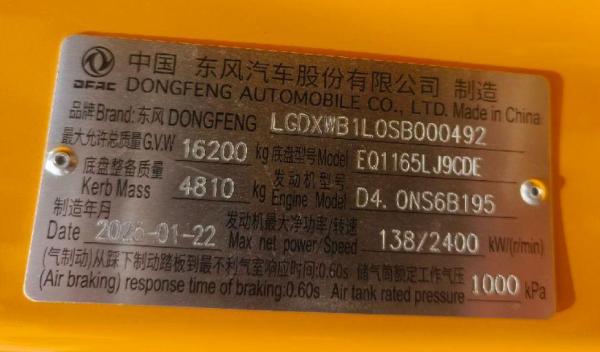 DFAC 中国 东风汽车股份有限公司 制造
DONGFENG AUTOMOBILE CO., LTD. Made in China
品牌Brand: 东风 DONGFENG LGDXWB1L0SB000492
最大允许总质量G.V.W 16200 kg 底盘型号Model EQ1165LJ9CDE
底盘整备质量 发动机型号
Kerb Mass 4810 kg Engine Model D4.0NS6B195
制造年月 发动机最大净功率/转速
Date 01-22 Max net power/Speed 138/2400 kW/(r/min)
(气制动)从踩下制动踏板到最不利气室响应时间:0.60s 储气筒额定工作气压
(Air braking) response time of braking:0.60s Air tank rated pressure 1000 kPa